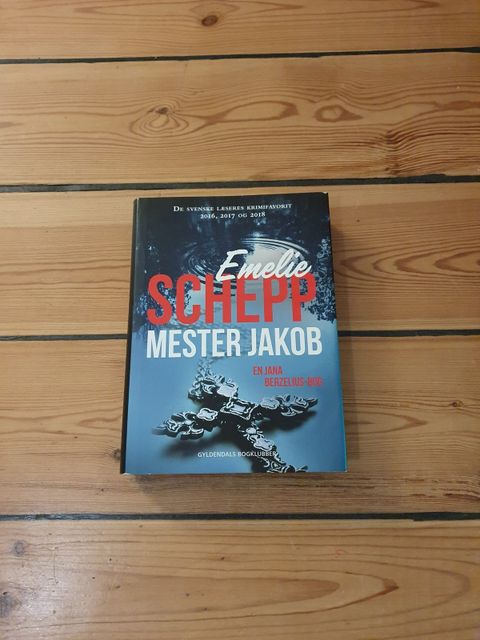 De svenske læseres krimifavorit
2016, 2017 og 2018
Emelie
SCHEPP
MESTER JAKOB
EN JANA
BERZELIUS-BOG
GYLDENDALS BOGKLUBBER